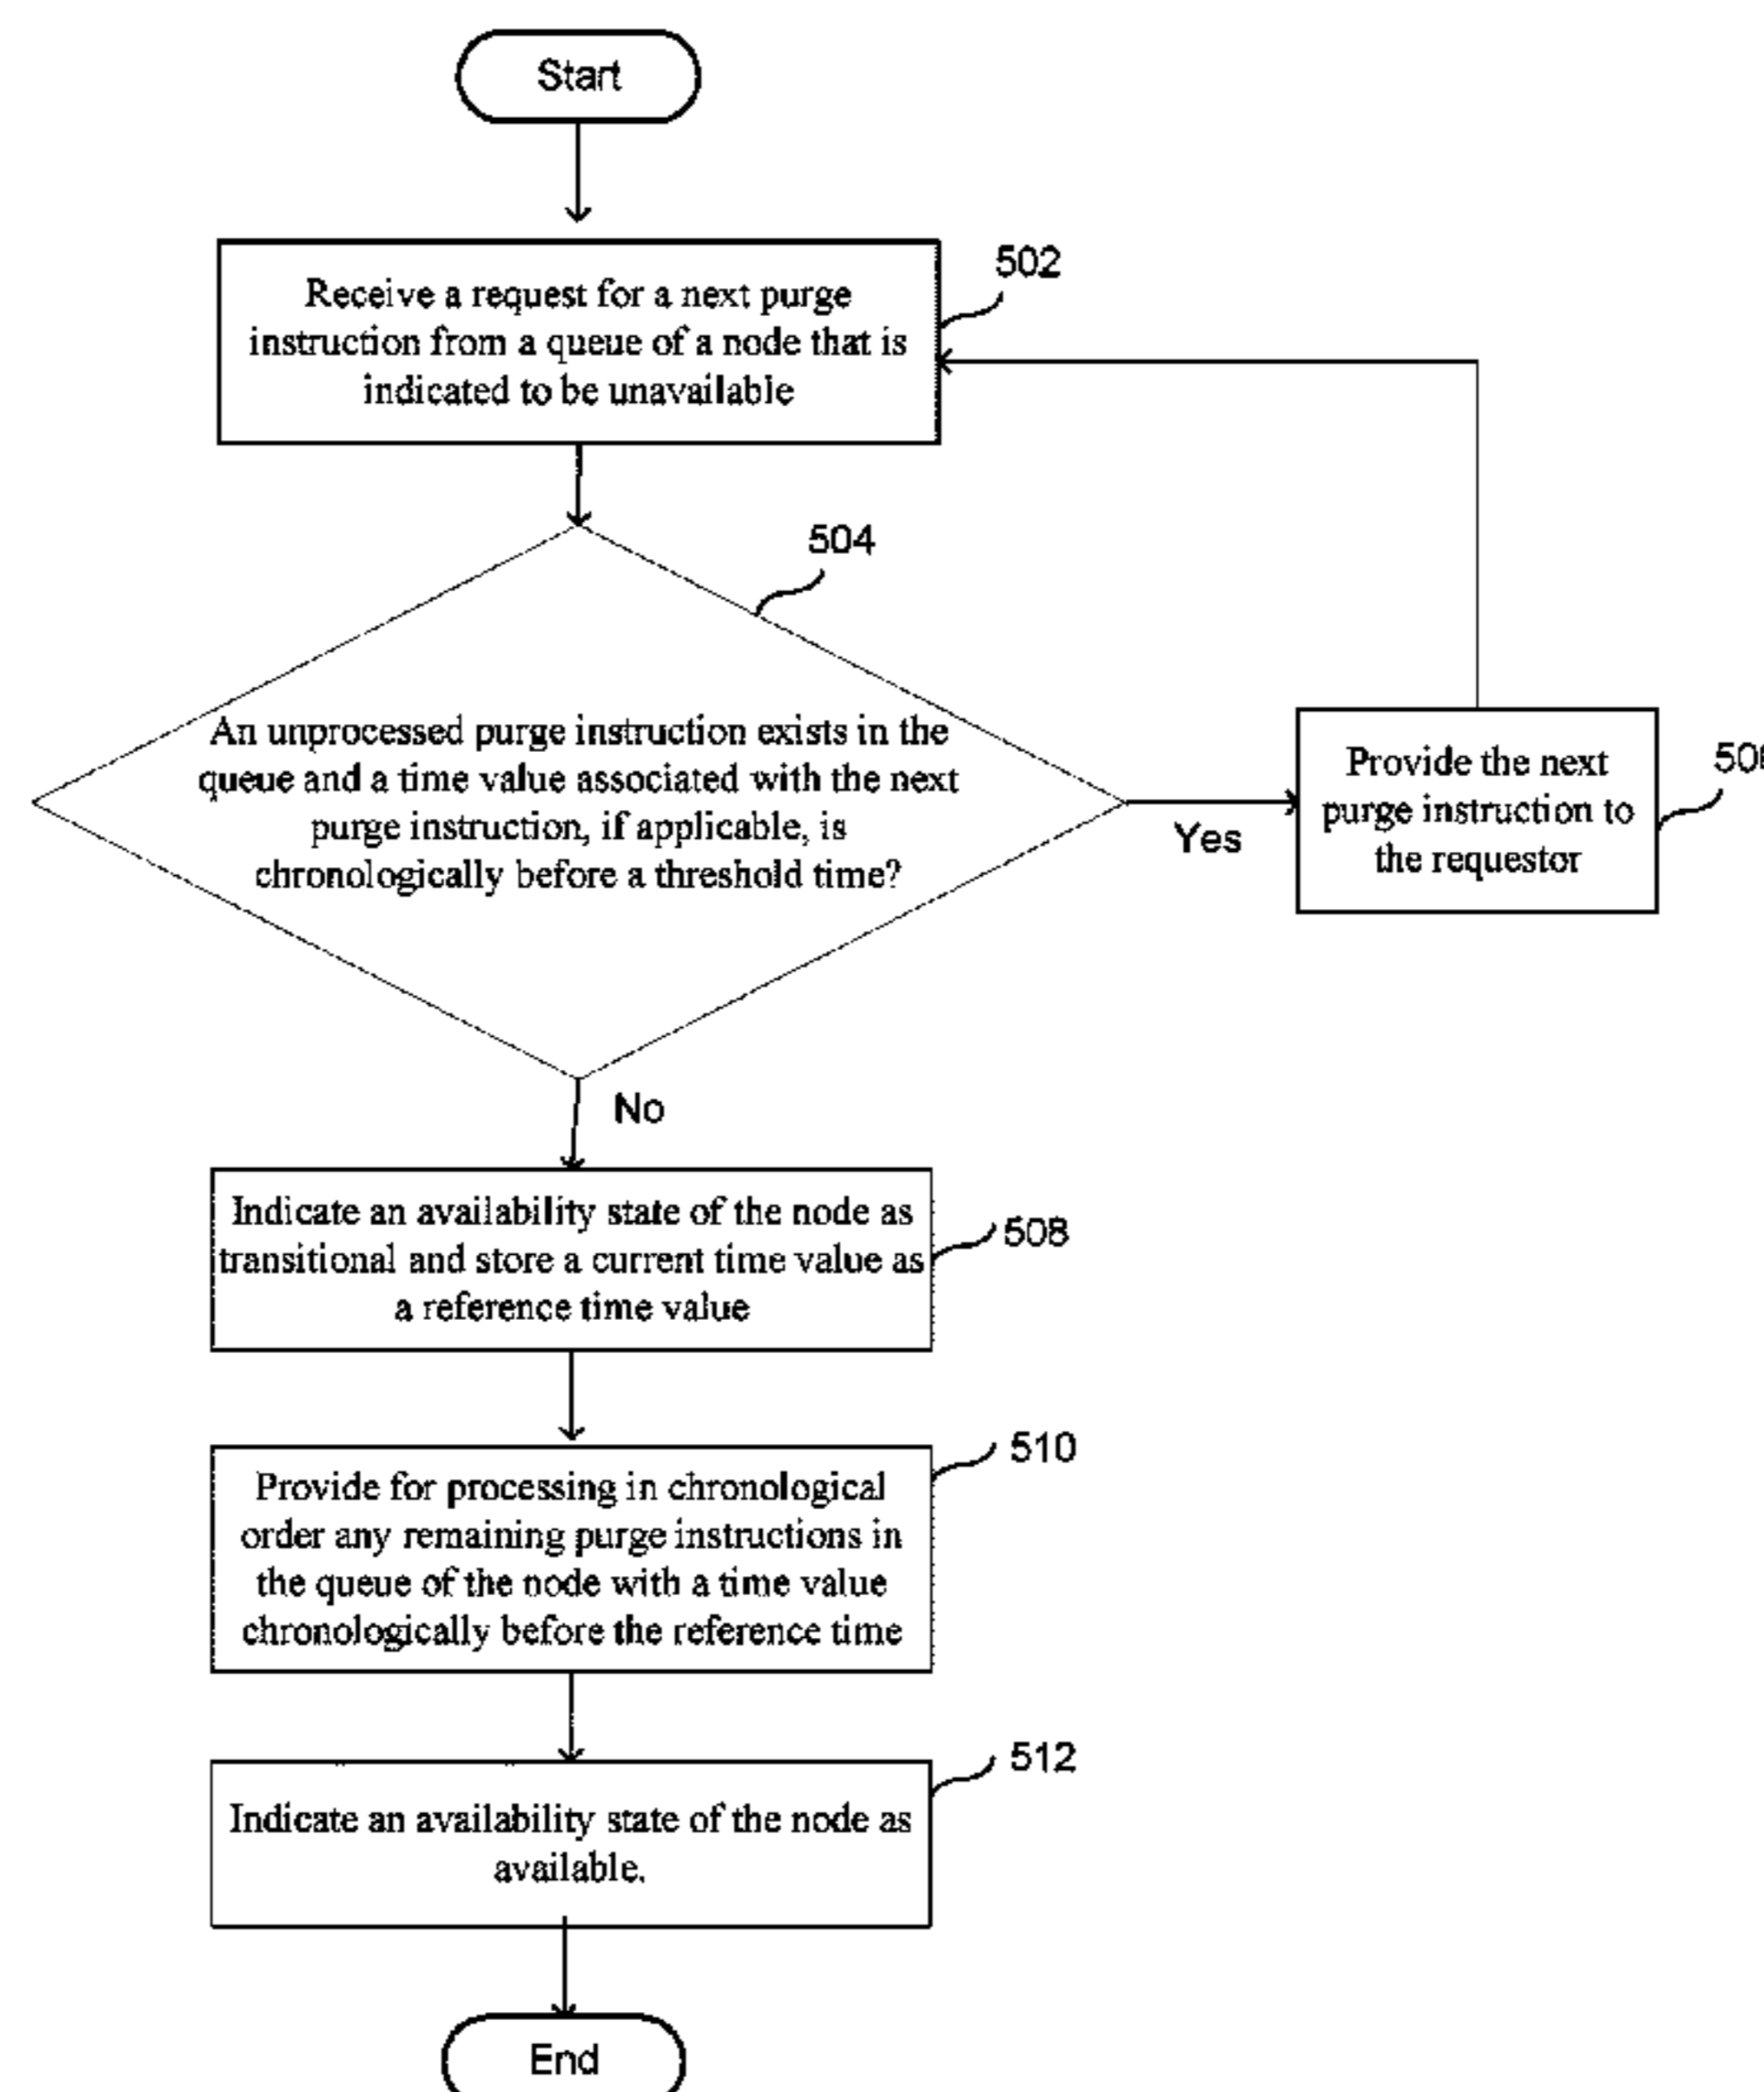 Start
502
Receive a request for a next purge
instruction from a queue of a node that is
indicated to be unavailable
504
An unprocessed purge instruction exists in the
queue and a time value associated with the next
purge instruction, if applicable, is
chronologically before a threshold time?
Yes
Provide the next
purge instruction to
the requestor
No
Indicate an availability state of the node as
transitional and store a current time value as
a reference time value
508
510
Provide for processing in chronological
order any remaining purge instructions in
the queue of the node with a time value
chronologically before the reference time
512
Indicate an availability state of the node as
available.
End